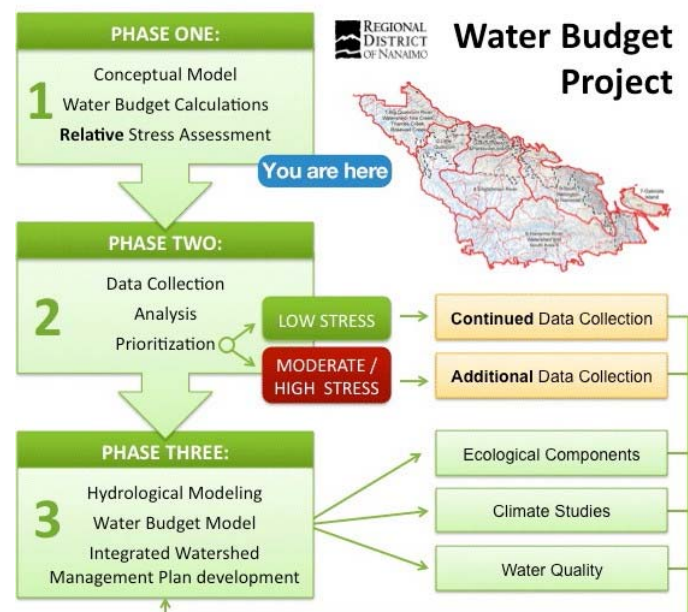 PHASE ONE:
1
Conceptual Model
Water Budget Calculations
Relative Stress Assessment
REGIONAL
DISTRICT
OF NANAIMO
Water Budget
Project
You are here
PHASE TWO:
2
Data Collection
Analysis
Prioritization
LOW STRESS
MODERATE /
HIGH STRESS
Continued Data Collection
Additional Data Collection
PHASE THREE:
3
Hydrological Modeling
Water Budget Model
Integrated Watershed
Management Plan development
Ecological Components
Climate Studies
Water Quality